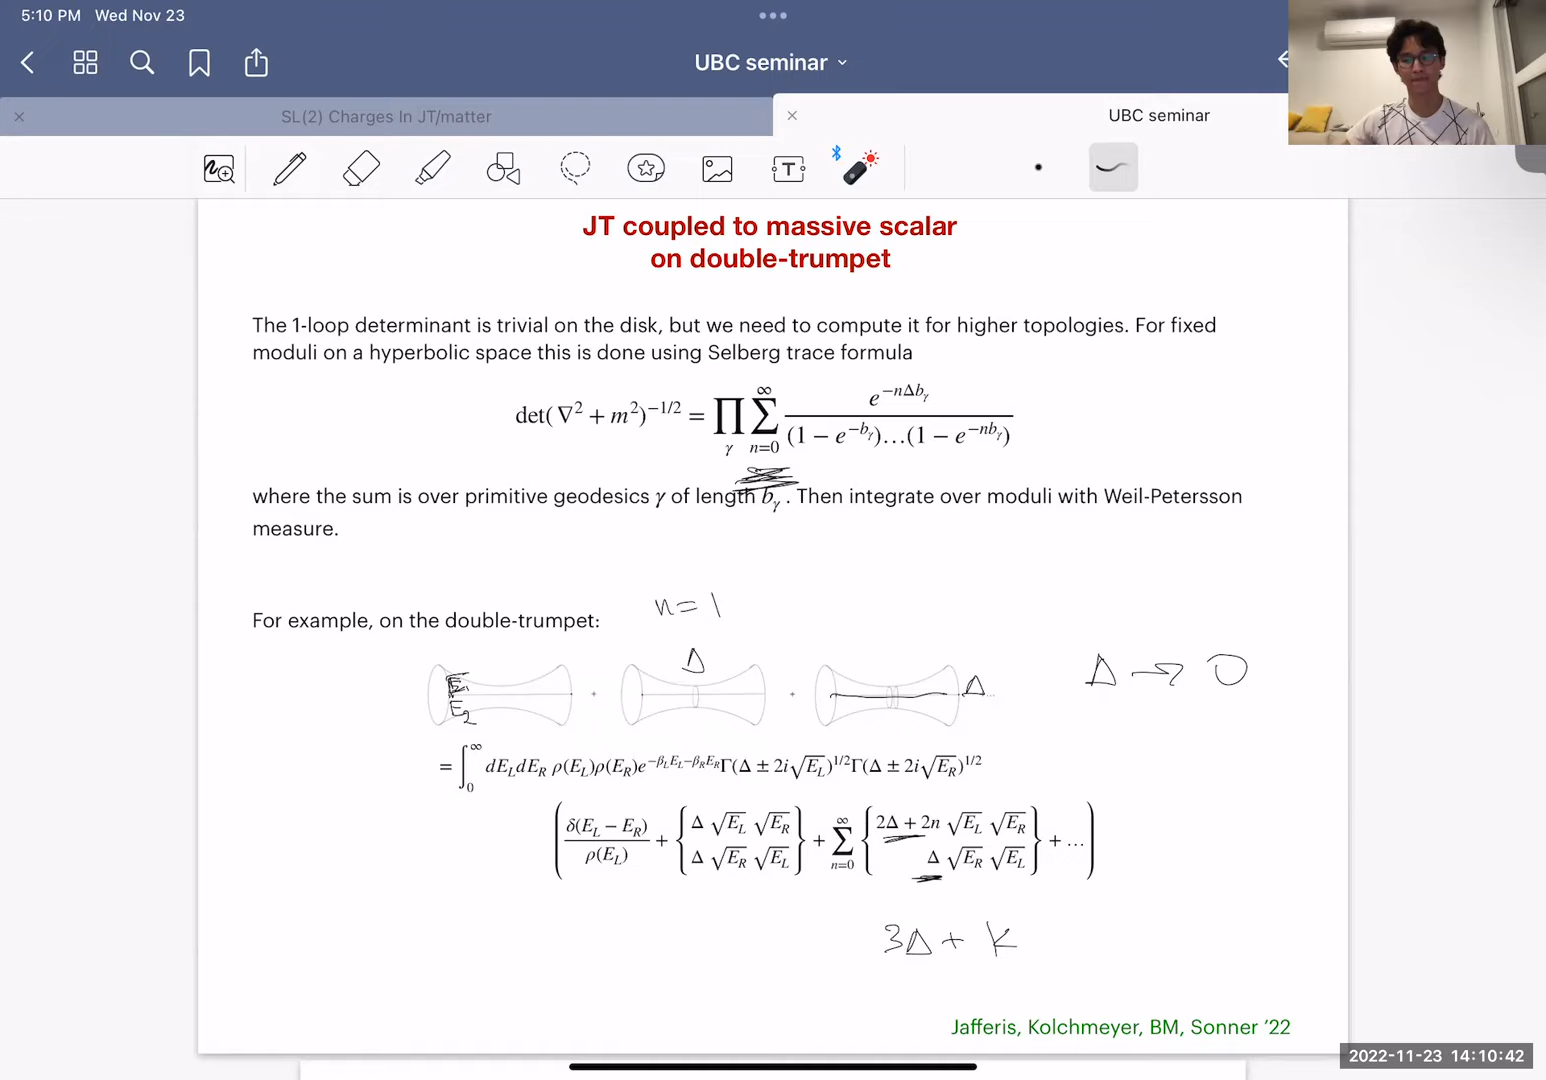 5:10 PM Wed Nov 23
UBC seminar
SL(2) Charges In JT/matter
UBC seminar
T
JT coupled to massive scalar
on double-trumpet
The 1-loop determinant is trivial on the disk, but we need to compute it for higher topologies. For fixed
moduli on a hyperbolic space this is done using Selberg trace formula
det(∇² + m²)^{−1/2} = ∏_γ ∑_{n=0}^{∞} e^{−nΔb_γ} / (1 − e^{−b_γ})…(1 − e^{−nb_γ})
where the sum is over primitive geodesics γ of length b_γ. Then integrate over moduli with Weil-Petersson
measure.
n = 1
For example, on the double-trumpet:
E E₂ + Δ + Δ ...
Δ → 0
= ∫_0^∞ dE_L dE_R ρ(E_L)ρ(E_R)e^{−β_L E_L−β_R E_R}Γ(Δ ± 2i√E_L)^{1/2}Γ(Δ ± 2i√E_R)^{1/2}
( δ(E_L − E_R) / ρ(E_L) + { Δ √E_L √E_R ; Δ √E_R √E_L } + ∑_{n=0}^{∞} { 2Δ + 2n √E_L √E_R ; Δ √E_R √E_L } + … )
3Δ + k
Jafferis, Kolchmeyer, BM, Sonner ’22
2022-11-23 14:10:42